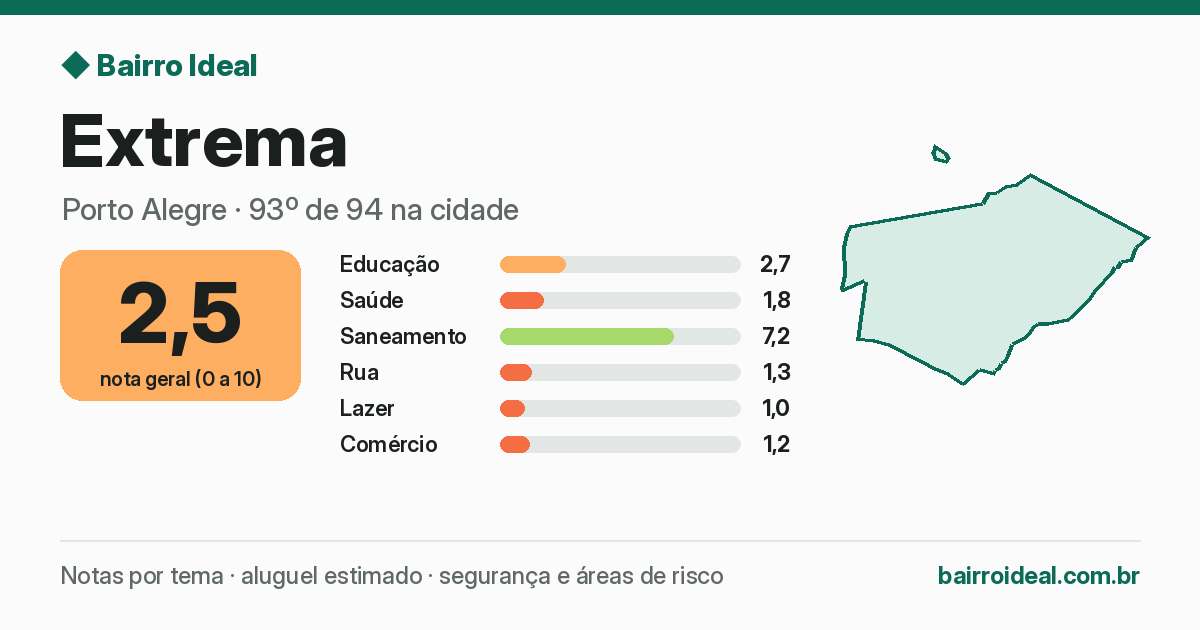 Bairro Ideal
Extrema
Porto Alegre · 93º de 94 na cidade
2,5
nota geral (0 a 10)
Educação 2,7
Saúde 1,8
Saneamento 7,2
Rua 1,3
Lazer 1,0
Comércio 1,2
Notas por tema · aluguel estimado · segurança e áreas de risco
bairroideal.com.br